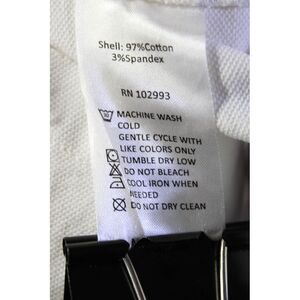 Shell: 97%Cotton
3%Spandex
RN 102993
MACHINE WASH
COLD
GENTLE CYCLE WITH
LIKE COLORS ONLY
TUMBLE DRY LOW
DO NOT BLEACH
COOL IRON WHEN
NEEDED
DO NOT DRY CLEAN